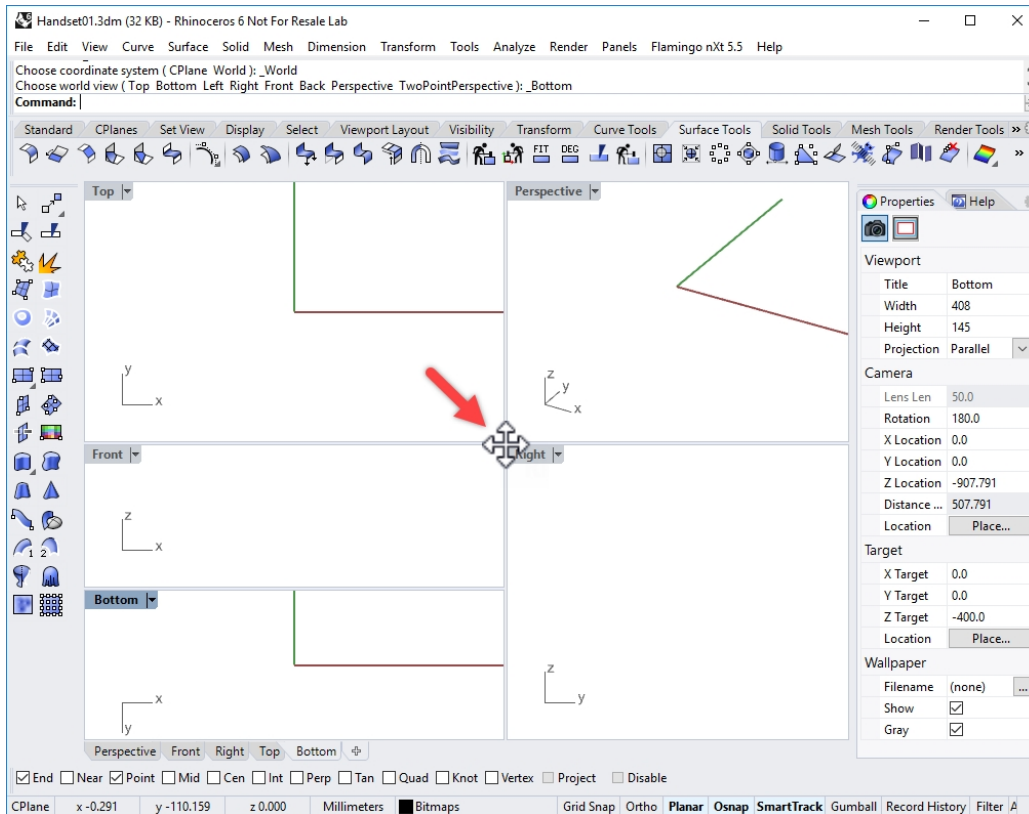 Handset01.3dm (32 KB) - Rhinoceros 6 Not For Resale Lab
File Edit View Curve Surface Solid Mesh Dimension Transform Tools Analyze Render Panels Flamingo nXt 5.5 Help
Choose coordinate system ( CPlane World ): _World
Choose world view ( Top Bottom Left Right Front Back Perspective TwoPointPerspective ): _Bottom
Command:
Standard CPlanes Set View Display Select Viewport Layout Visibility Transform Curve Tools Surface Tools Solid Tools Mesh Tools Render Tools »
FIT DEG »
Top Perspective
Properties Help
Viewport
Title Bottom
Width 408
Height 145
Projection Parallel
Camera
Lens Len 50.0
Rotation 180.0
X Location 0.0
Y Location 0.0
Z Location -907.791
Distance ... 507.791
Location Place...
Target
X Target 0.0
Y Target 0.0
Z Target -400.0
Location Place...
Wallpaper
Filename (none) ...
Show
Gray
y
x
z
y
x
Front Right
z
x
1 2
Bottom
x
y
z
y
Perspective Front Right Top Bottom
End Near Point Mid Cen Int Perp Tan Quad Knot Vertex Project Disable
CPlane x -0.291 y -110.159 z 0.000 Millimeters Bitmaps Grid Snap Ortho Planar Osnap SmartTrack Gumball Record History Filter